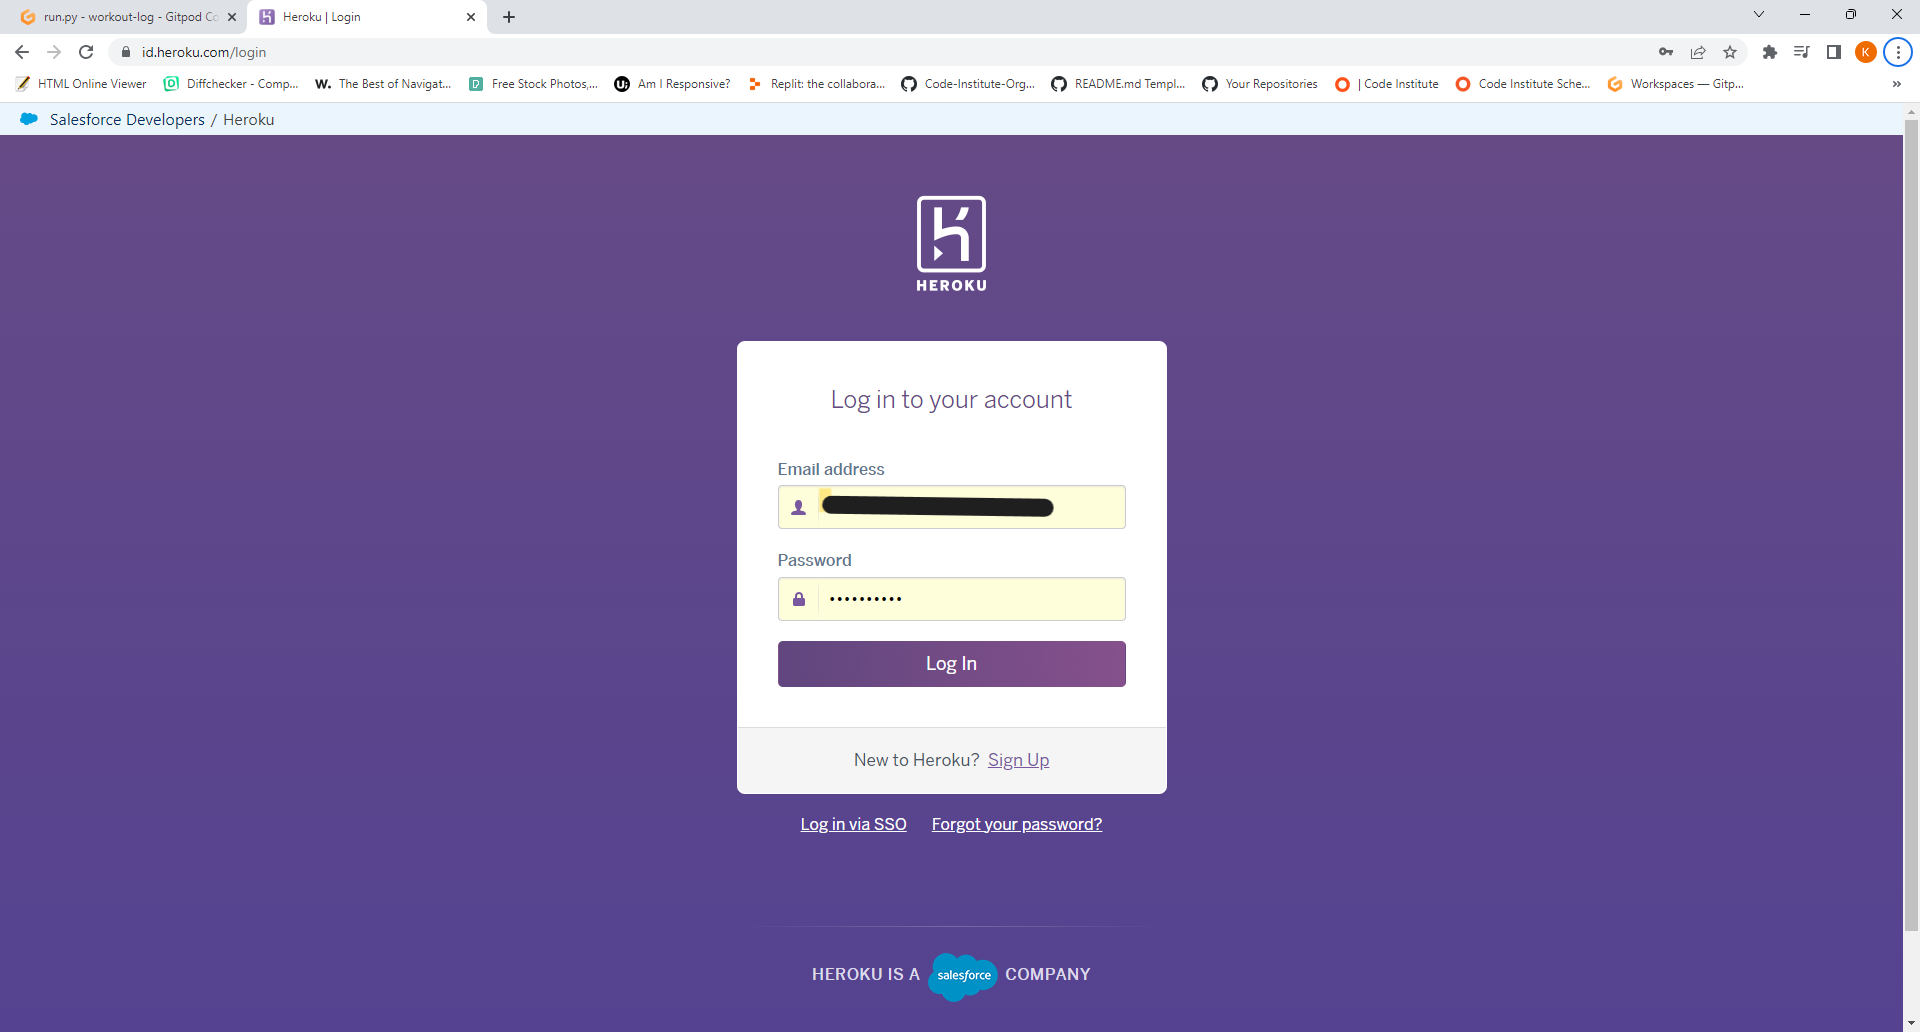 run.py - workout-log - Gitpod Co
Heroku | Login
id.heroku.com/login
K
HTML Online Viewer
Diffchecker - Comp...
W. The Best of Navigat...
D Free Stock Photos,...
Am I Responsive?
Replit: the collabora...
Code-Institute-Org...
README.md Templ...
Your Repositories
| Code Institute
Code Institute Sche...
Workspaces — Gitp...
»
Salesforce Developers / Heroku
HEROKU
Log in to your account
Email address
Password
••••••••••
Log In
New to Heroku? Sign Up
Log in via SSO
Forgot your password?
HEROKU IS A salesforce COMPANY